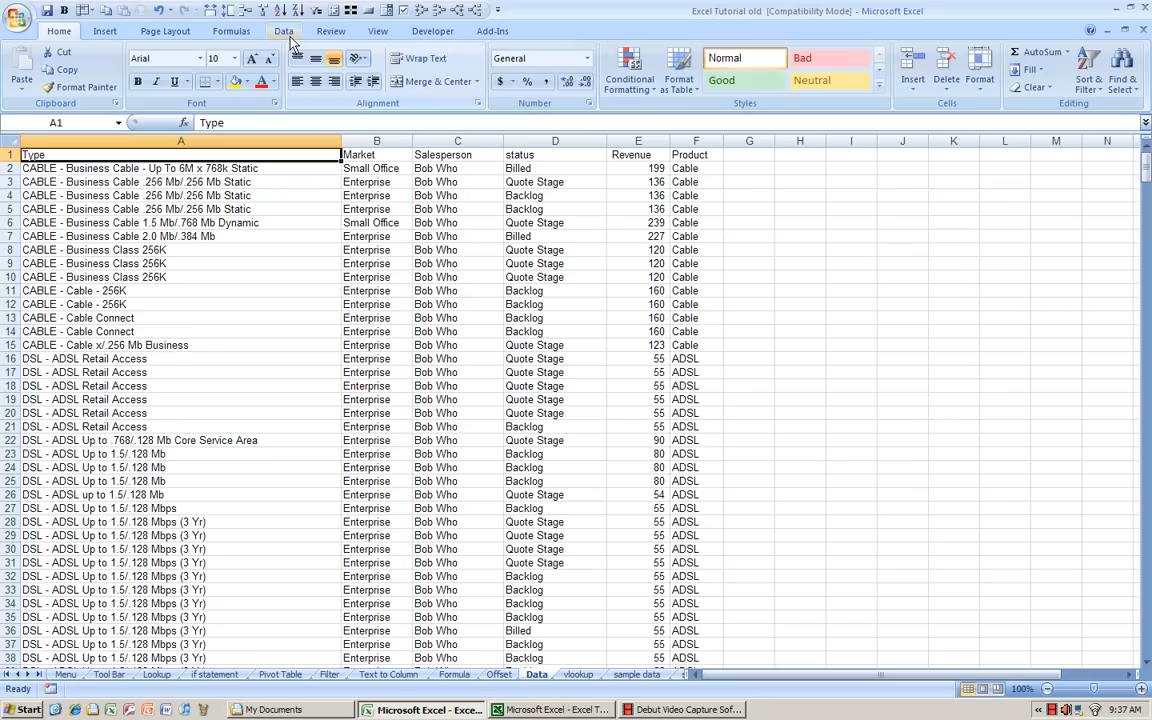 Excel Tutorial old [Compatibility Mode] - Microsoft Excel
Home Insert Page Layout Formulas Data Review View Developer Add-Ins
Paste Cut Copy Format Painter Clipboard
Arial 10 Font
Wrap Text Merge & Center Alignment
General Number
Conditional Formatting Format as Table Normal Bad Good Neutral Styles
Insert Delete Format Cells
AutoSum Fill Clear Sort & Filter Find & Select Editing
A1 fx Type
A B C D E F G H I J K L M N
1 Type Market Salesperson status Revenue Product
2 CABLE - Business Cable - Up To 6M x 768k Static Small Office Bob Who Billed 199 Cable
3 CABLE - Business Cable .256 Mb/.256 Mb Static Enterprise Bob Who Quote Stage 136 Cable
4 CABLE - Business Cable .256 Mb/.256 Mb Static Enterprise Bob Who Backlog 136 Cable
5 CABLE - Business Cable .256 Mb/.256 Mb Static Enterprise Bob Who Backlog 136 Cable
6 CABLE - Business Cable 1.5 Mb/.768 Mb Dynamic Small Office Bob Who Quote Stage 239 Cable
7 CABLE - Business Cable 2.0 Mb/.384 Mb Enterprise Bob Who Billed 227 Cable
8 CABLE - Business Class 256K Enterprise Bob Who Quote Stage 120 Cable
9 CABLE - Business Class 256K Enterprise Bob Who Quote Stage 120 Cable
10 CABLE - Business Class 256K Enterprise Bob Who Quote Stage 120 Cable
11 CABLE - Cable - 256K Enterprise Bob Who Backlog 160 Cable
12 CABLE - Cable - 256K Enterprise Bob Who Backlog 160 Cable
13 CABLE - Cable Connect Enterprise Bob Who Backlog 160 Cable
14 CABLE - Cable Connect Enterprise Bob Who Backlog 160 Cable
15 CABLE - Cable x/.256 Mb Business Enterprise Bob Who Quote Stage 123 Cable
16 DSL - ADSL Retail Access Enterprise Bob Who Quote Stage 55 ADSL
17 DSL - ADSL Retail Access Enterprise Bob Who Quote Stage 55 ADSL
18 DSL - ADSL Retail Access Enterprise Bob Who Quote Stage 55 ADSL
19 DSL - ADSL Retail Access Enterprise Bob Who Quote Stage 55 ADSL
20 DSL - ADSL Retail Access Enterprise Bob Who Quote Stage 55 ADSL
21 DSL - ADSL Retail Access Enterprise Bob Who Backlog 55 ADSL
22 DSL - ADSL Up to .768/.128 Mb Core Service Area Enterprise Bob Who Quote Stage 90 ADSL
23 DSL - ADSL Up to 1.5/.128 Mb Enterprise Bob Who Backlog 80 ADSL
24 DSL - ADSL Up to 1.5/.128 Mb Enterprise Bob Who Backlog 80 ADSL
25 DSL - ADSL Up to 1.5/.128 Mb Enterprise Bob Who Backlog 80 ADSL
26 DSL - ADSL up to 1.5/.128 Mb Enterprise Bob Who Quote Stage 54 ADSL
27 DSL - ADSL Up to 1.5/.128 Mbps Enterprise Bob Who Backlog 55 ADSL
28 DSL - ADSL Up to 1.5/.128 Mbps (3 Yr) Enterprise Bob Who Quote Stage 55 ADSL
29 DSL - ADSL Up to 1.5/.128 Mbps (3 Yr) Enterprise Bob Who Quote Stage 55 ADSL
30 DSL - ADSL Up to 1.5/.128 Mbps (3 Yr) Enterprise Bob Who Quote Stage 55 ADSL
31 DSL - ADSL Up to 1.5/.128 Mbps (3 Yr) Enterprise Bob Who Quote Stage 55 ADSL
32 DSL - ADSL Up to 1.5/.128 Mbps (3 Yr) Enterprise Bob Who Backlog 55 ADSL
33 DSL - ADSL Up to 1.5/.128 Mbps (3 Yr) Enterprise Bob Who Backlog 55 ADSL
34 DSL - ADSL Up to 1.5/.128 Mbps (3 Yr) Enterprise Bob Who Backlog 55 ADSL
35 DSL - ADSL Up to 1.5/.128 Mbps (3 Yr) Enterprise Bob Who Backlog 55 ADSL
36 DSL - ADSL Up to 1.5/.128 Mbps (3 Yr) Enterprise Bob Who Billed 55 ADSL
37 DSL - ADSL Up to 1.5/.128 Mbps (3 Yr) Enterprise Bob Who Backlog 55 ADSL
38 DSL - ADSL Up to 1.5/.128 Mbps (3 Yr) Enterprise Bob Who Backlog 55 ADSL
Menu Tool Bar Lookup if statement Pivot Table Filter Text to Column Formula Offset Data vlookup sample data
Ready 100%
Start My Documents Microsoft Excel - Exce... Microsoft Excel - Excel T... Debut Video Capture Sof... 9:37 AM